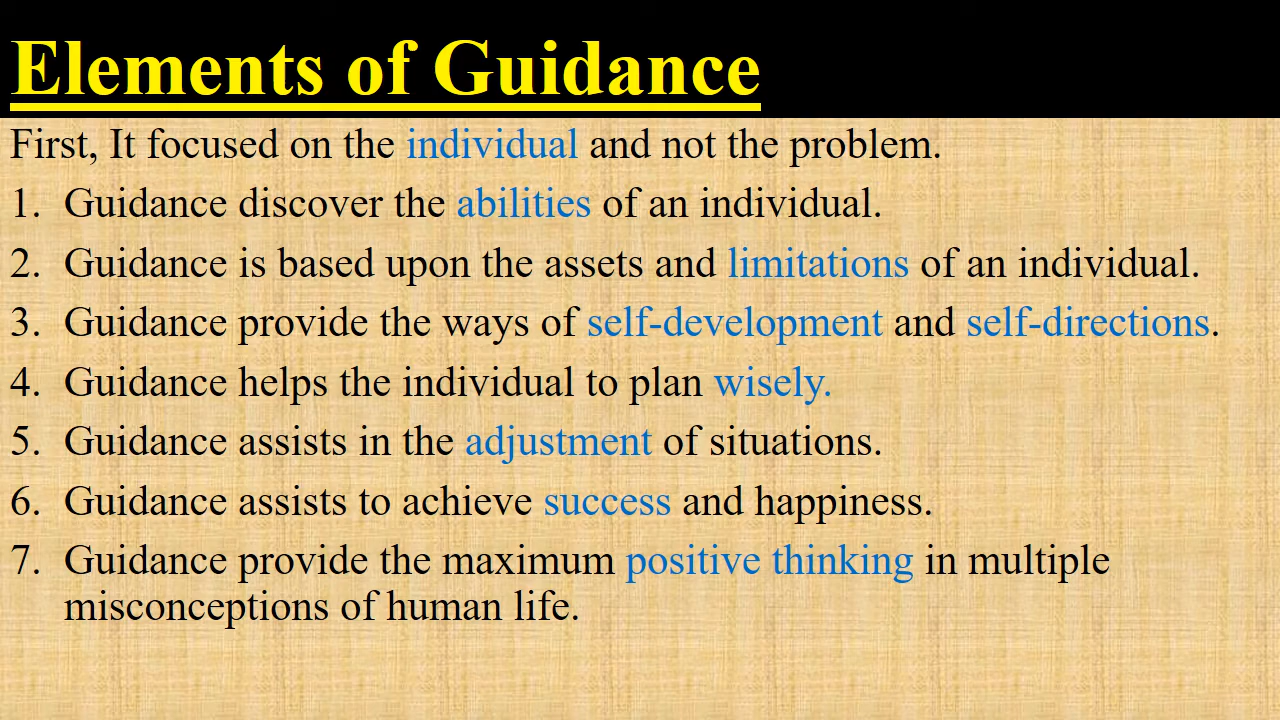 Elements of Guidance
First, It focused on the individual and not the problem.
1. Guidance discover the abilities of an individual.
2. Guidance is based upon the assets and limitations of an individual.
3. Guidance provide the ways of self-development and self-directions.
4. Guidance helps the individual to plan wisely.
5. Guidance assists in the adjustment of situations.
6. Guidance assists to achieve success and happiness.
7. Guidance provide the maximum positive thinking in multiple
misconceptions of human life.